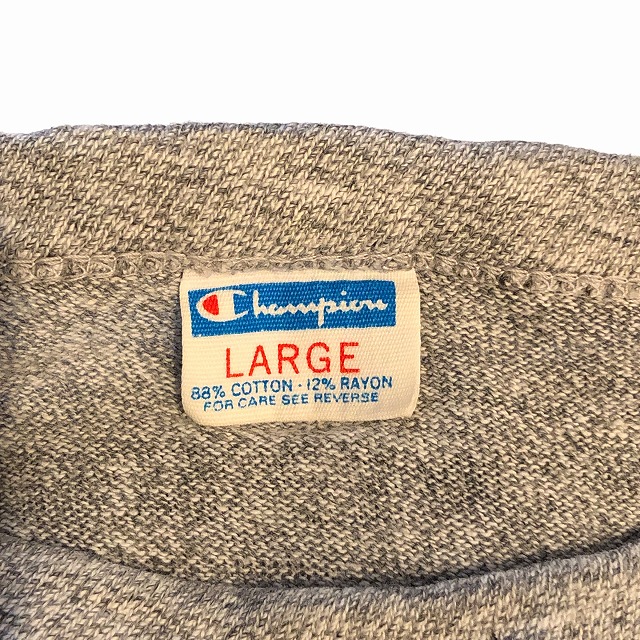 Champion
LARGE
88% COTTON · 12% RAYON
FOR CARE SEE REVERSE